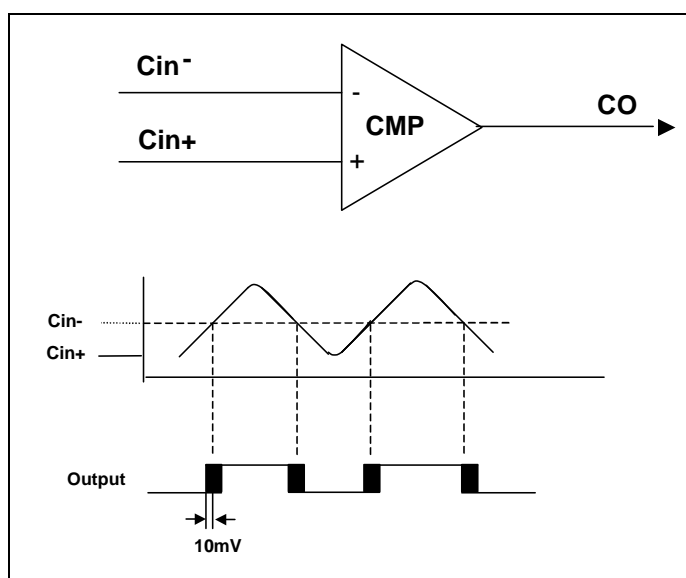 Cin-
-
CO
CMP
Cin+
+
Cin-
Cin+
Output
10mV